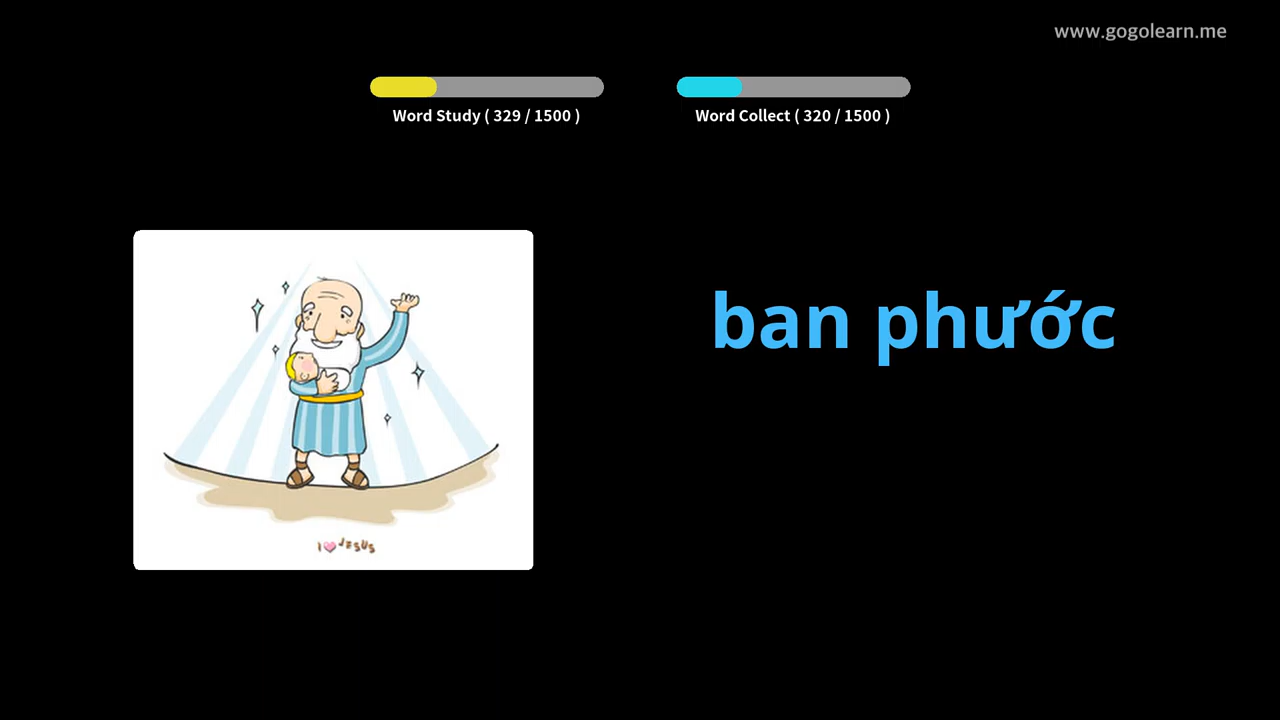 www.gogolearn.me
Word Study ( 329 / 1500 )
Word Collect ( 320 / 1500 )
ban phước
I JESUS